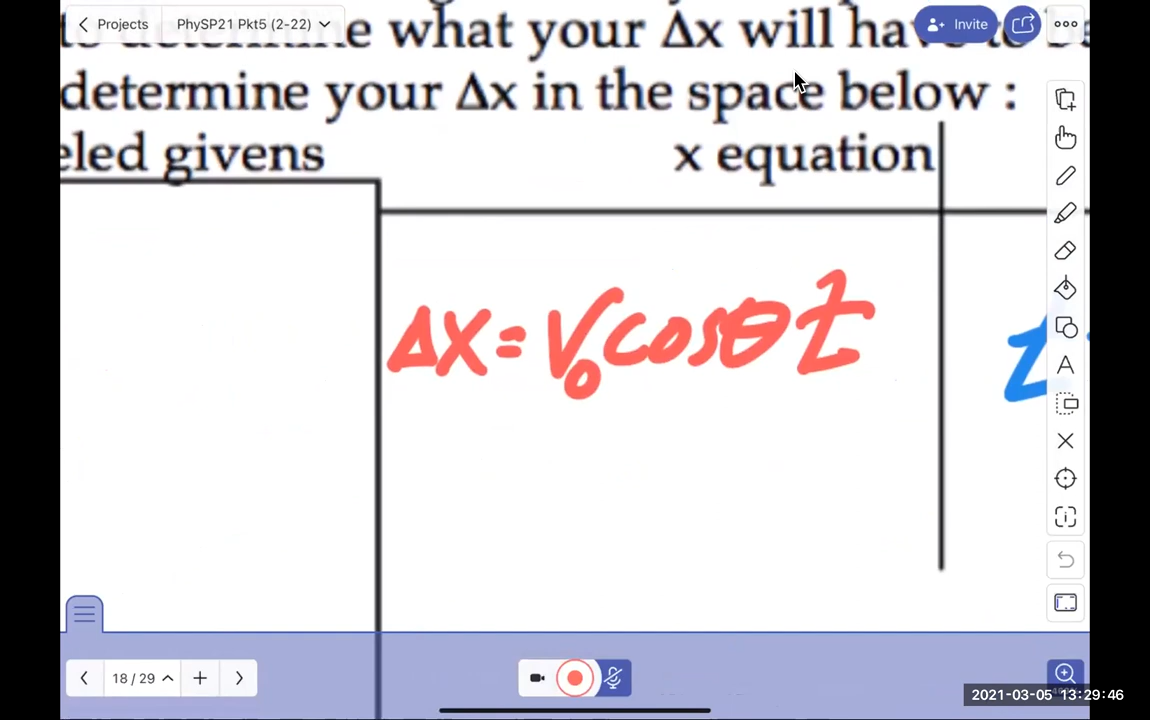 Projects PhySP21 Pkt5 (2-22) Invite
determine what your Δx will have to be
determine your Δx in the space below :
eled givens x equation
ΔX = V₀cosθt
18 / 29
2021-03-05 13:29:46